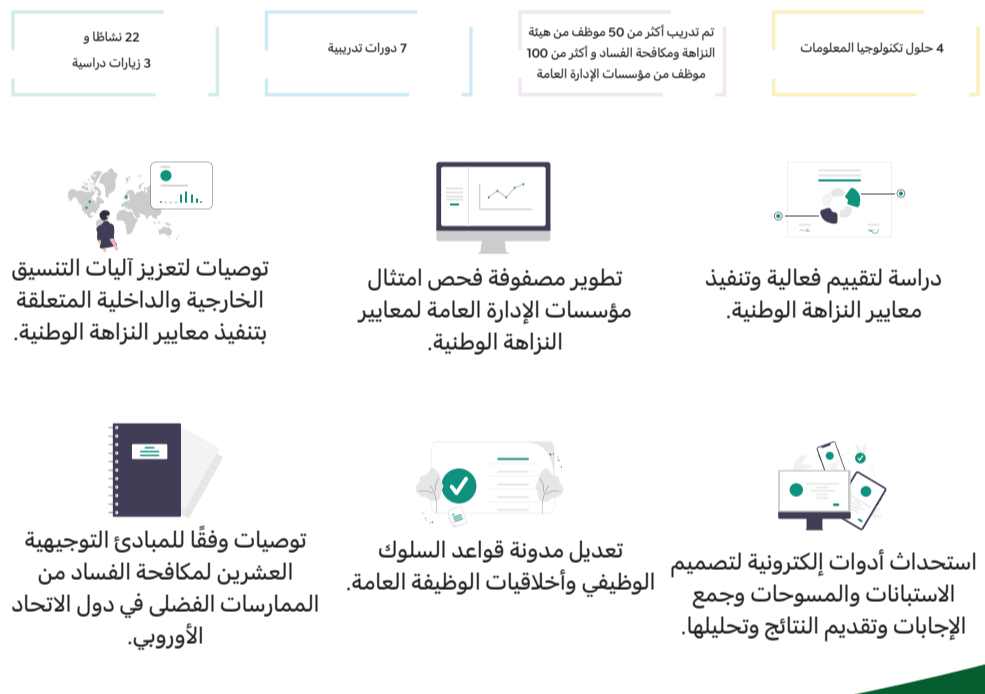 4 حلول تكنولوجيا المعلومات
تم تدريب أكثر من 50 موظف من هيئة
النزاهة ومكافحة الفساد و أكثر من 100
موظف من مؤسسات الإدارة العامة
7 دورات تدريبية
22 نشاطًا و
3 زيارات دراسية
دراسة لتقييم فعالية وتنفيذ
معايير النزاهة الوطنية.
تطوير مصفوفة فحص امتثال
مؤسسات الإدارة العامة لمعايير
النزاهة الوطنية.
توصيات لتعزيز آليات التنسيق
الخارجية والداخلية المتعلقة
بتنفيذ معايير النزاهة الوطنية.
استحداث أدوات إلكترونية لتصميم
الاستبانات والمسوحات وجمع
الإجابات وتقديم النتائج وتحليلها.
تعديل مدونة قواعد السلوك
الوظيفي وأخلاقيات الوظيفة العامة.
توصيات وفقًا للمبادئ التوجيهية
العشرين لمكافحة الفساد من
الممارسات الفضلى في دول الاتحاد
الأوروبي.